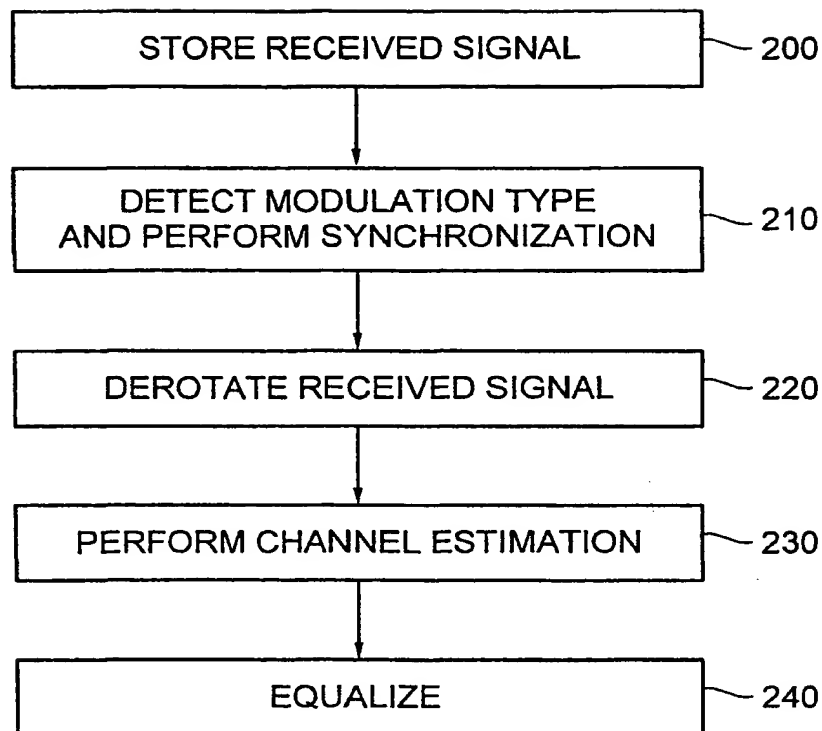 STORE RECEIVED SIGNAL 200
DETECT MODULATION TYPE
AND PERFORM SYNCHRONIZATION 210
DEROTATE RECEIVED SIGNAL 220
PERFORM CHANNEL ESTIMATION 230
EQUALIZE 240